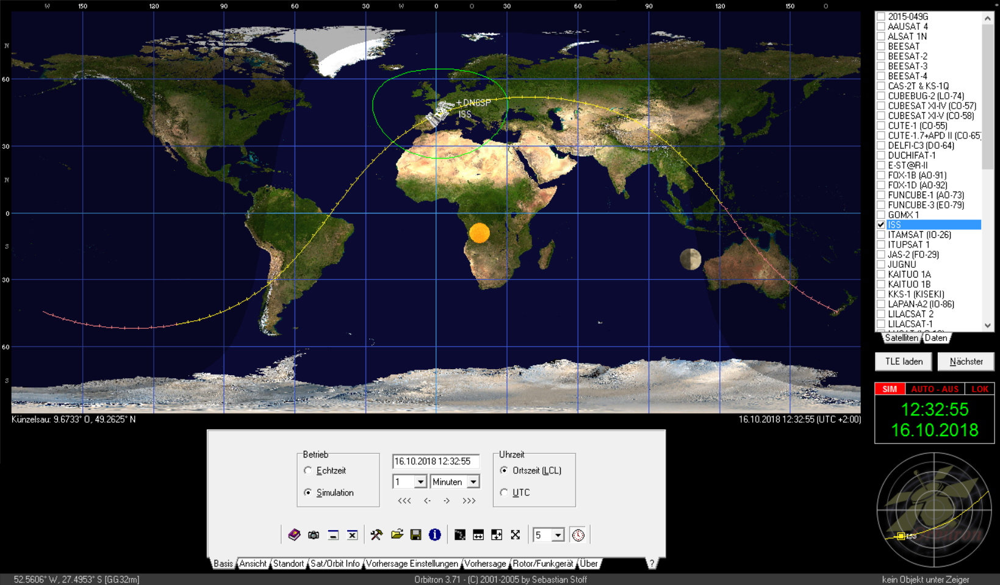 W 150 120 90 60 30 W 0 O 30 60 90 120 150 O
N
60
30
N
0
S
30
60
S
+DN6SP
ISS
Künzelsau: 9.6733° O, 49.2625° N
16.10.2018 12:32:55 (UTC +2:00)
2015-049G
AAUSAT 4
ALSAT 1N
BEESAT
BEESAT-2
BEESAT-3
BEESAT-4
CAS-2T & KS-1Q
CUBEBUG-2 (LO-74)
CUBESAT XI-IV (CO-57)
CUBESAT XI-V (CO-58)
CUTE-1 (CO-55)
CUTE-1.7+APD II (CO-65)
DELFI-C3 (DO-64)
DUCHIFAT-1
E-ST@R-II
FOX-1B (AO-91)
FOX-1D (AO-92)
FUNCUBE-1 (AO-73)
FUNCUBE-3 (EO-79)
GOMX 1
ISS
ITAMSAT (IO-26)
ITUPSAT 1
JAS-2 (FO-29)
JUGNU
KAITUO 1A
KAITUO 1B
KKS-1 (KISEKI)
LAPAN-A2 (IO-86)
LILACSAT 2
LILACSAT-1
Satelliten Daten
TLE laden Nächster
SIM AUTO - AUS LOK
12:32:55
16.10.2018
ISS
Betrieb
Echtzeit
Simulation
16.10.2018 12:32:55
1 Minuten
<<< <- -> >>>
Uhrzeit
Ortszeit (LCL)
UTC
5
Basis Ansicht Standort Sat/Orbit Info Vorhersage Einstellungen Vorhersage Rotor/Funkgerät Über ?
52.5606° W, 27.4953° S [GG32rm]
Orbitron 3.71 - (C) 2001-2005 by Sebastian Stoff
kein Objekt unter Zeiger